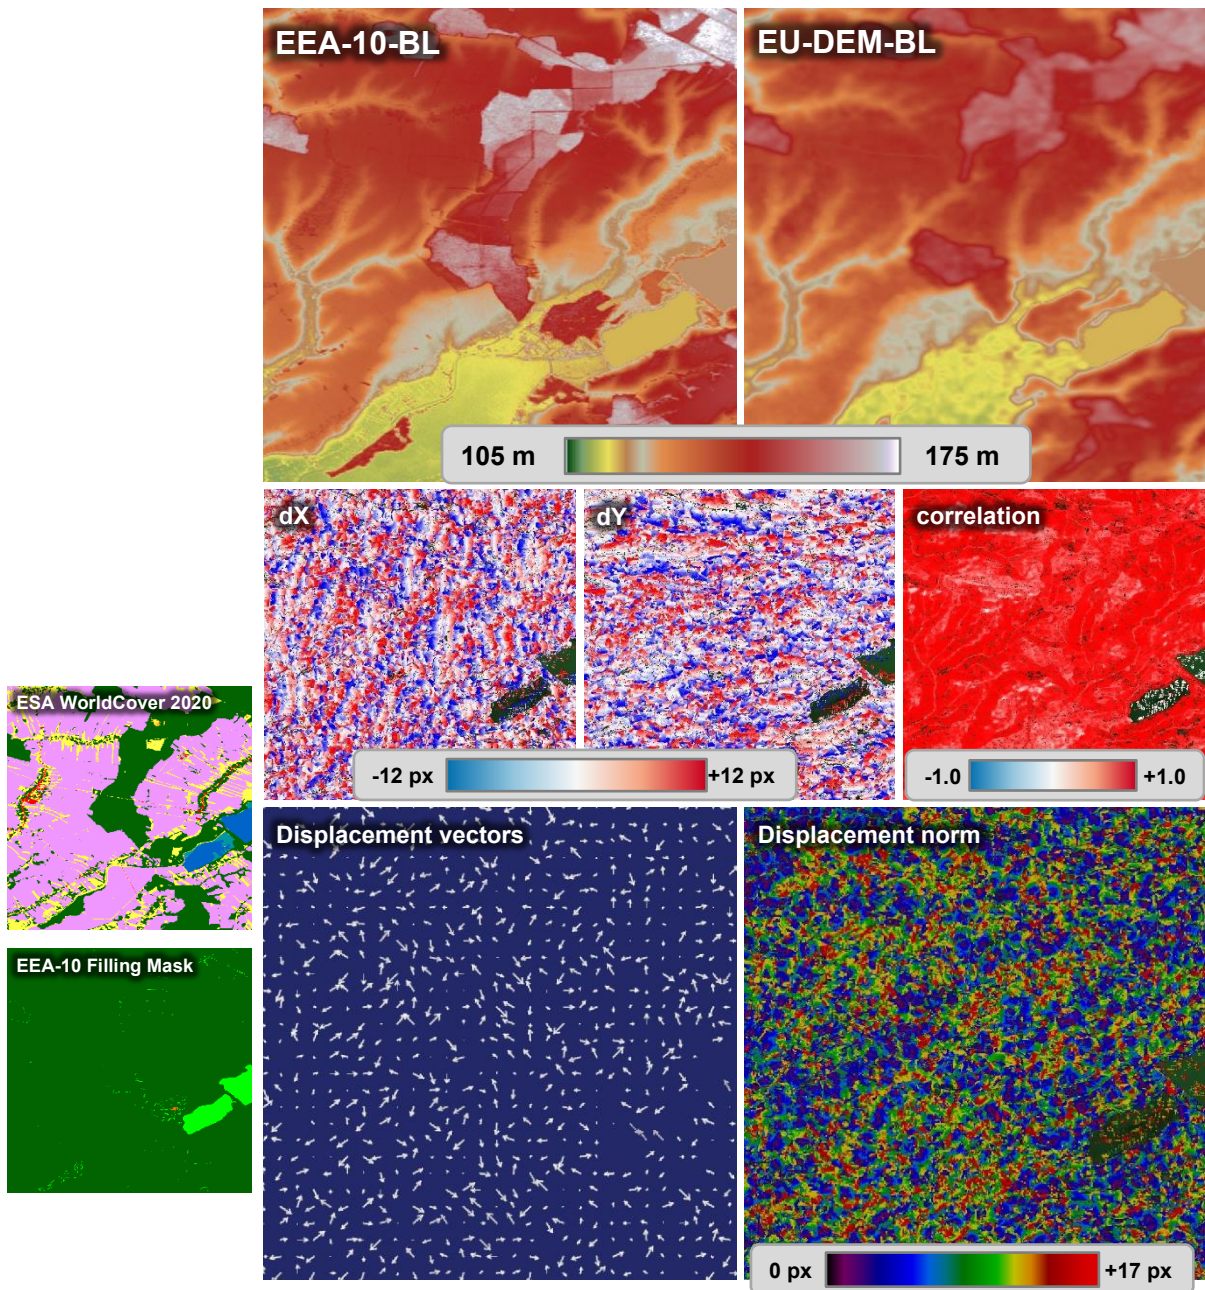 EEA-10-BL
EU-DEM-BL
105 m
175 m
dX
dY
correlation
-12 px
+12 px
-1.0
+1.0
ESA WorldCover 2020
EEA-10 Filling Mask
Displacement vectors
Displacement norm
0 px
+17 px